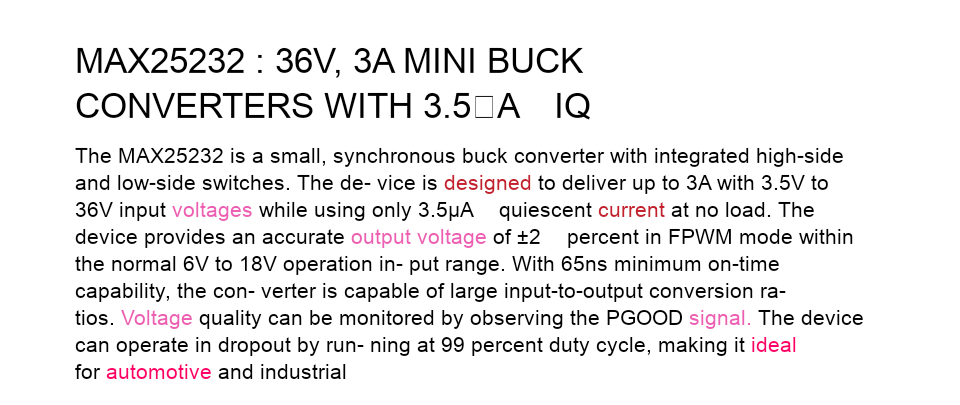 MAX25232 : 36V, 3A MINI BUCK
CONVERTERS WITH 3.5□A IQ
The MAX25232 is a small, synchronous buck converter with integrated high-side
and low-side switches. The de- vice is designed to deliver up to 3A with 3.5V to
36V input voltages while using only 3.5μA quiescent current at no load. The
device provides an accurate output voltage of ±2 percent in FPWM mode within
the normal 6V to 18V operation in- put range. With 65ns minimum on-time
capability, the con- verter is capable of large input-to-output conversion ra-
tios. Voltage quality can be monitored by observing the PGOOD signal. The device
can operate in dropout by run- ning at 99 percent duty cycle, making it ideal
for automotive and industrial